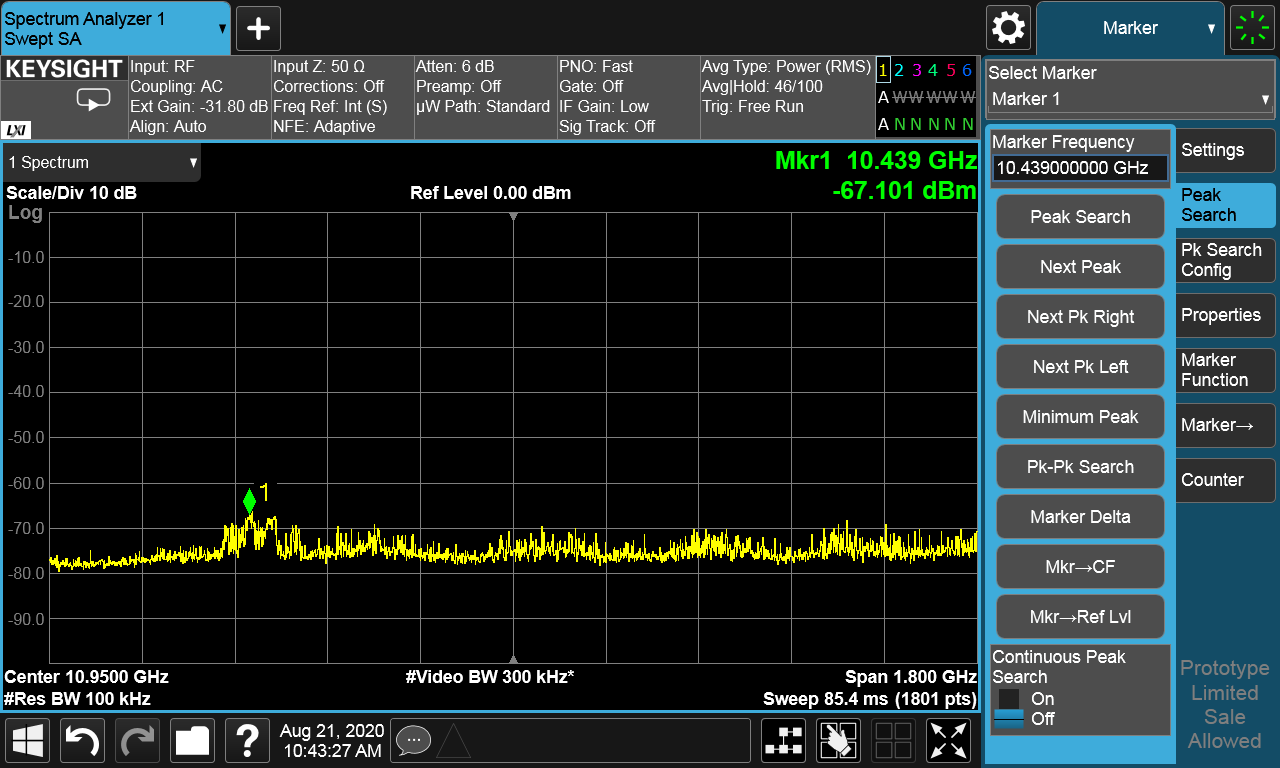 Spectrum Analyzer 1
Swept SA
Marker
KEYSIGHT
LXI
Input: RF
Coupling: AC
Ext Gain: -31.80 dB
Align: Auto
Input Z: 50 Ω
Corrections: Off
Freq Ref: Int (S)
NFE: Adaptive
Atten: 6 dB
Preamp: Off
µW Path: Standard
PNO: Fast
Gate: Off
IF Gain: Low
Sig Track: Off
Avg Type: Power (RMS)
Avg|Hold: 46/100
Trig: Free Run
1 2 3 4 5 6
A W W W W W
A N N N N N
Select Marker
Marker 1
1 Spectrum
Mkr1 10.439 GHz
-67.101 dBm
Scale/Div 10 dB
Ref Level 0.00 dBm
Log
-10.0
-20.0
-30.0
-40.0
-50.0
-60.0
-70.0
-80.0
-90.0
1
Center 10.9500 GHz
#Video BW 300 kHz*
Span 1.800 GHz
#Res BW 100 kHz
Sweep 85.4 ms (1801 pts)
Marker Frequency
10.439000000 GHz
Peak Search
Next Peak
Next Pk Right
Next Pk Left
Minimum Peak
Pk-Pk Search
Marker Delta
Mkr→CF
Mkr→Ref Lvl
Continuous Peak
Search
On
Off
Settings
Peak
Search
Pk Search
Config
Properties
Marker
Function
Marker→
Counter
Prototype
Limited
Sale
Allowed
?
Aug 21, 2020
10:43:27 AM